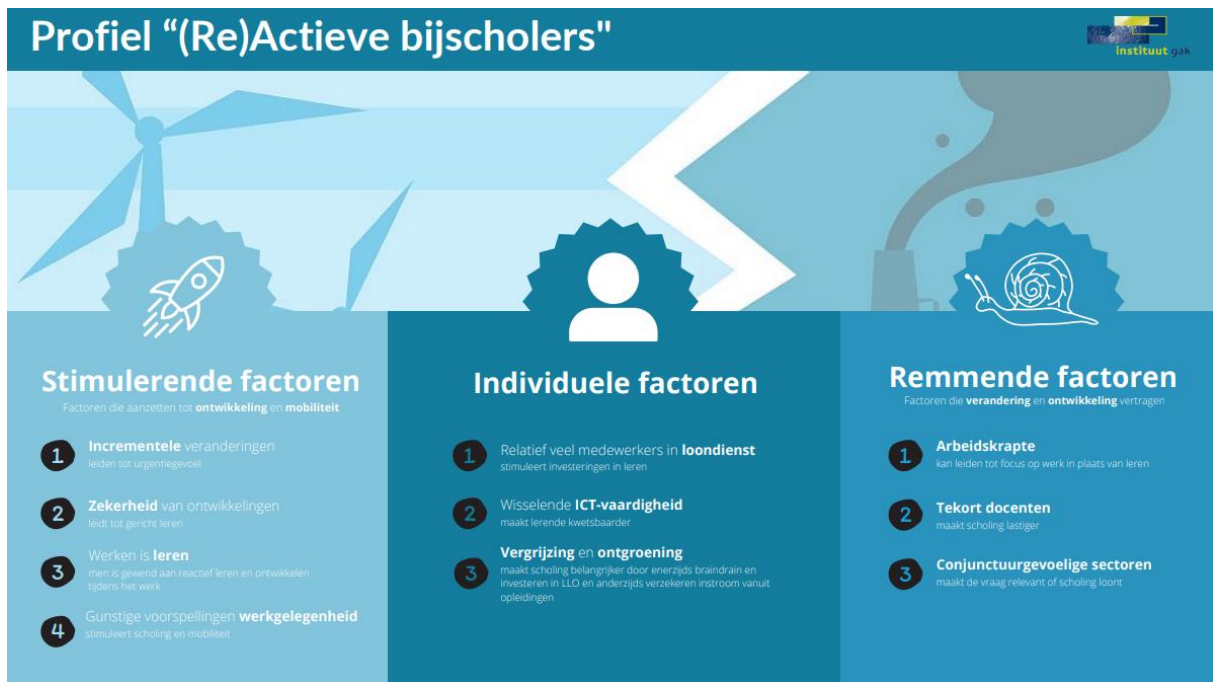 Profiel “(Re)Actieve bijscholers"
instituut gak
Stimulerende factoren
Factoren die aanzetten tot ontwikkeling en mobiliteit
1
Incrementele veranderingen
leiden tot urgentiegevoel
2
Zekerheid van ontwikkelingen
leidt tot gericht leren
3
Werken is leren
men is gewend aan reactief leren en ontwikkelen
tijdens het werk
4
Gunstige voorspellingen werkgelegenheid
stimuleert scholing en mobiliteit
Individuele factoren
1
Relatief veel medewerkers in loondienst
stimuleert investeringen in leren
2
Wisselende ICT-vaardigheid
maakt lerende kwetsbaarder
3
Vergrijzing en ontgroening
maakt scholing belangrijker door enerzijds braindrain en
investeren in LLO en anderzijds verzekeren instroom vanuit
opleidingen
Remmende factoren
Factoren die verandering en ontwikkeling vertragen
1
Arbeidskrapte
kan leiden tot focus op werk in plaats van leren
2
Tekort docenten
maakt scholing lastiger
3
Conjunctuurgevoelige sectoren
maakt de vraag relevant of scholing loont